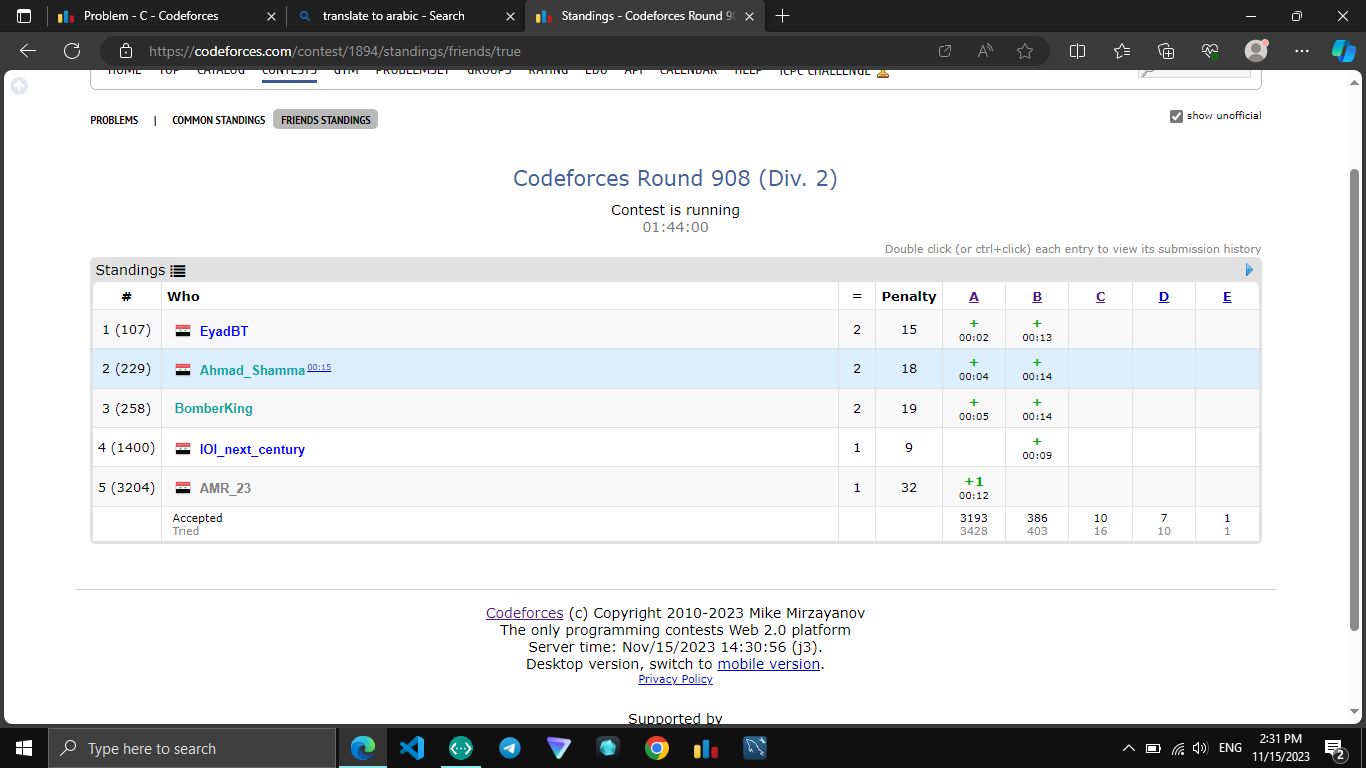 Problem - C - Codeforces
translate to arabic - Search
Standings - Codeforces Round 90
https://codeforces.com/contest/1894/standings/friends/true
HOME TOP CATALOG CONTESTS GYM PROBLEMSET GROUPS RATING EDU API CALENDAR HELP ICPC CHALLENGE
PROBLEMS | COMMON STANDINGS FRIENDS STANDINGS
show unofficial
Codeforces Round 908 (Div. 2)
Contest is running
01:44:00
Double click (or ctrl+click) each entry to view its submission history
Standings
# Who = Penalty A B C D E
1 (107) EyadBT 2 15 + +
00:02 00:13
2 (229) Ahmad_Shamma 00:15 2 18 + +
00:04 00:14
3 (258) BomberKing 2 19 + +
00:05 00:14
4 (1400) IOI_next_century 1 9 +
00:09
5 (3204) AMR_23 1 32 +1
00:12
Accepted 3193 386 10 7 1
Tried 3428 403 16 10 1
Codeforces (c) Copyright 2010-2023 Mike Mirzayanov
The only programming contests Web 2.0 platform
Server time: Nov/15/2023 14:30:56 (j3).
Desktop version, switch to mobile version.
Privacy Policy
Supported by
Type here to search
ENG
2:31 PM
11/15/2023
2